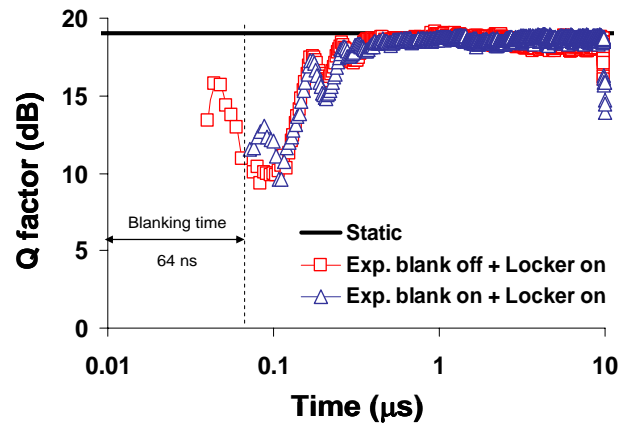 20
15
10
5
0
Q factor (dB)
Blanking time
64 ns
Static
Exp. blank off + Locker on
Exp. blank on + Locker on
0.01
0.1
1
10
Time (μs)